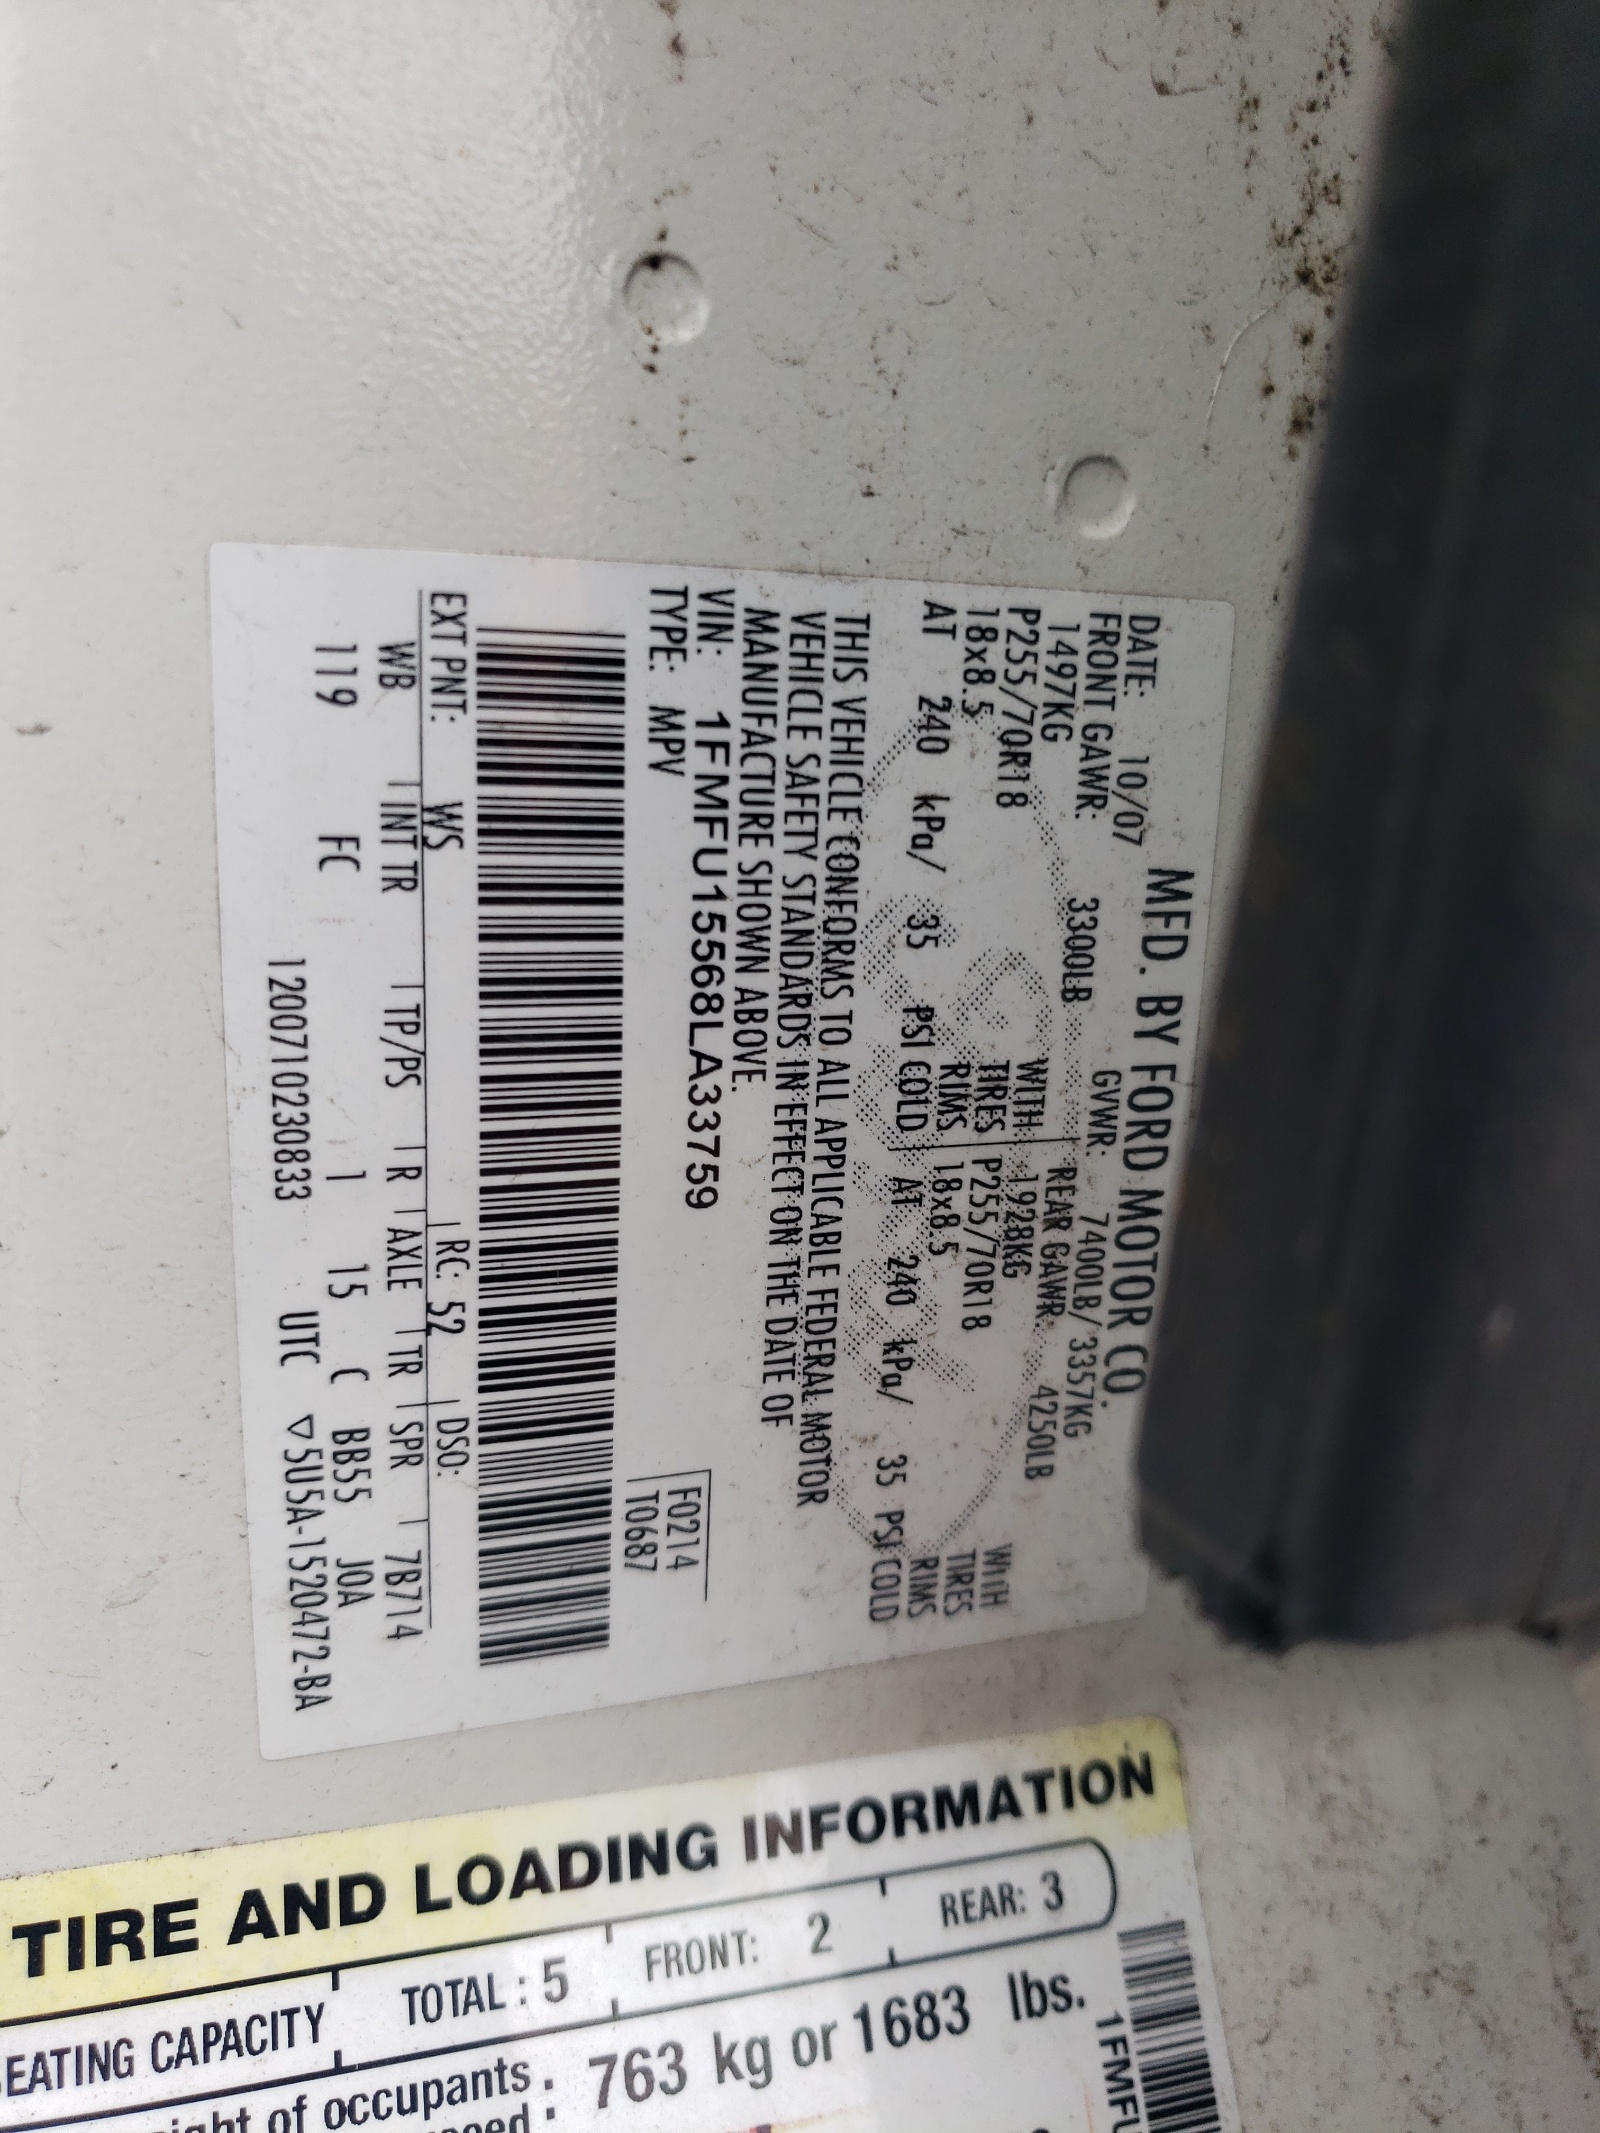 MFD. BY FORD MOTOR CO.
DATE: 10/07 GVWR: 7400LB/ 3357KG
FRONT GAWR: 3300LB REAR GAWR: 4250LB
1497KG WITH 1928KG WITH
P255/70R18 TIRES P255/70R18 TIRES
18x8.5 RIMS 18x8.5 RIMS
AT 240 kPa/ 35 PSI COLD AT 240 kPa/ 35 PSI COLD
THIS VEHICLE CONFORMS TO ALL APPLICABLE FEDERAL MOTOR
VEHICLE SAFETY STANDARDS IN EFFECT ON THE DATE OF
MANUFACTURE SHOWN ABOVE.
VIN: 1FMFU15568LA33759 F0214
TYPE: MPV T0687
EXT PNT: WS RC: 52 DSO:
WB INT TR TP/PS R AXLE TR SPR 7B714
119 FC 1 15 C BB55 J0A
12007102308​33 UTC ▽5U5A-1520472-BA
TIRE AND LOADING INFORMATION
EATING CAPACITY TOTAL : 5 FRONT: 2 REAR: 3
of occupants 763 kg or 1683 lbs.
1FMFU